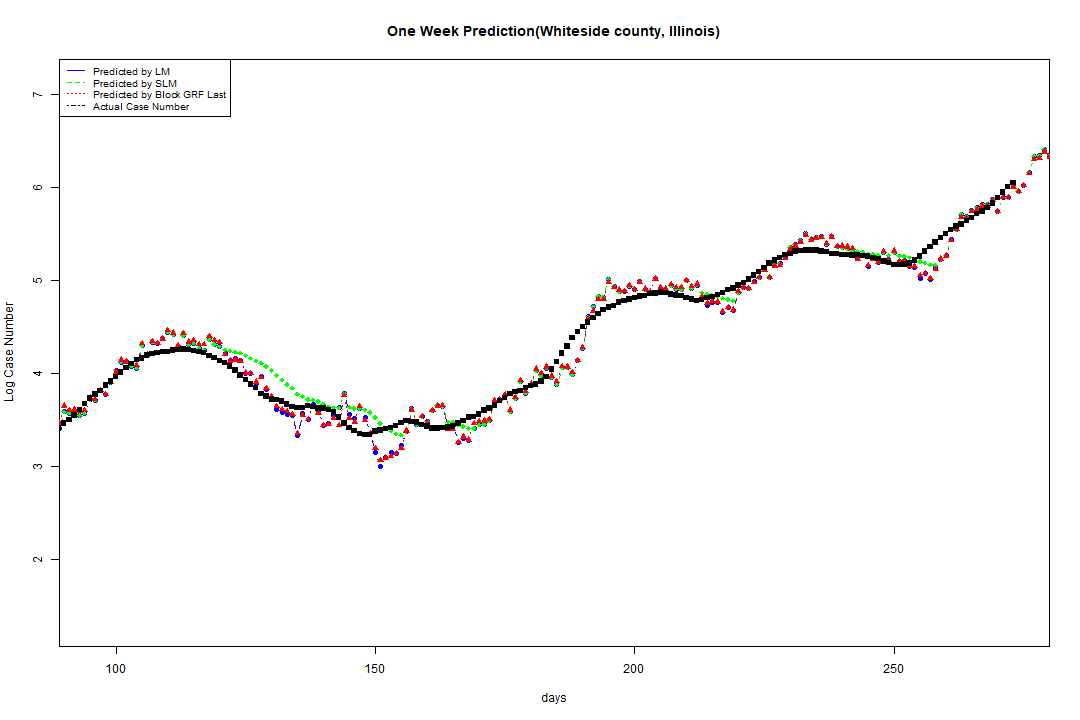 One Week Prediction(Whiteside county, Illinois)
Predicted by LM
Predicted by SLM
Predicted by Block GRF Last
Actual Case Number
7
6
5
4
3
2
Log Case Number
100 150 200 250
days